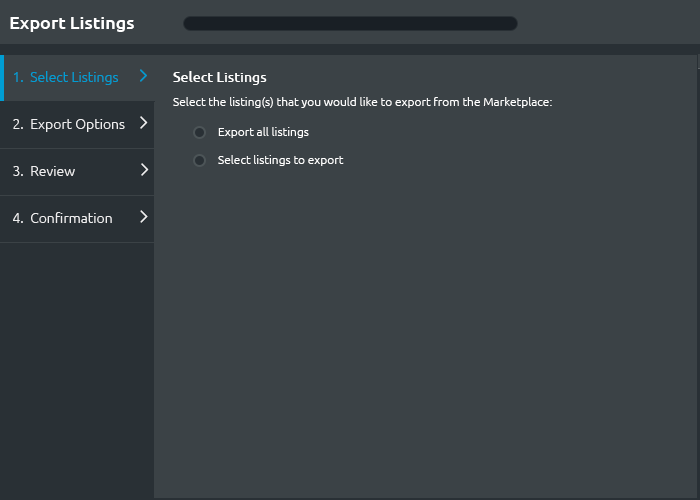 Export Listings
1. Select Listings
2. Export Options
3. Review
4. Confirmation
Select Listings
Select the listing(s) that you would like to export from the Marketplace:
Export all listings
Select listings to export